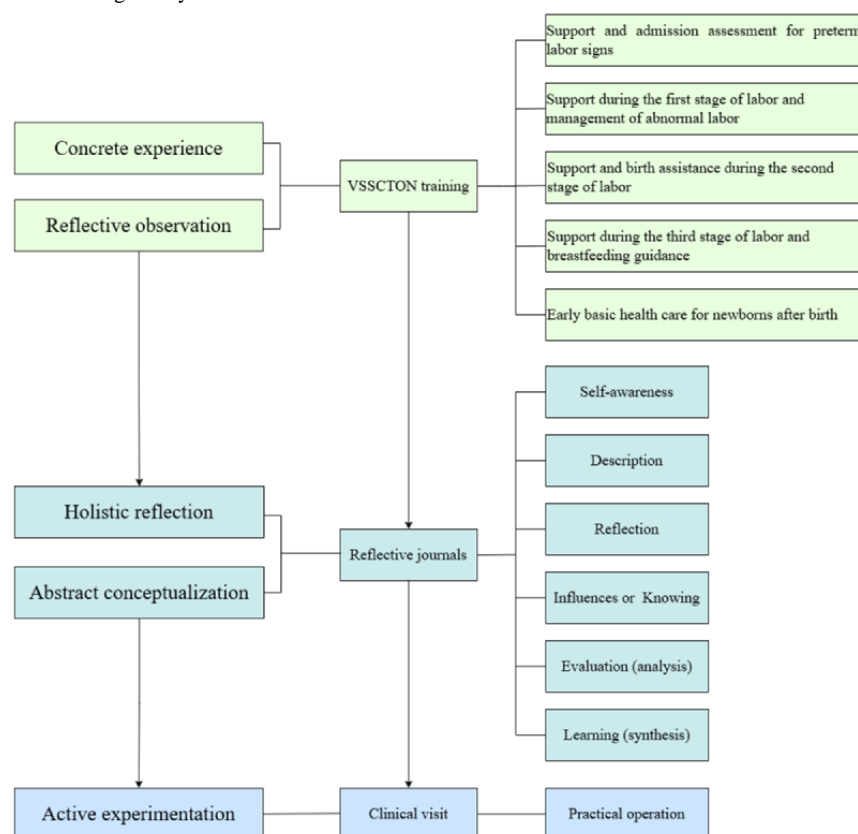 Support and admission assessment for preterm
labor signs
Support during the first stage of labor and
management of abnormal labor
Concrete experience
VSSCTON training
Support and birth assistance during the second
stage of labor
Reflective observation
Support during the third stage of labor and
breastfeeding guidance
Early basic health care for newborns after birth
Self-awareness
Description
Holistic reflection
Reflective journals
Reflection
Abstract conceptualization
Influences or Knowing
Evaluation (analysis)
Learning (synthesis)
Active experimentation
Clinical visit
Practical operation